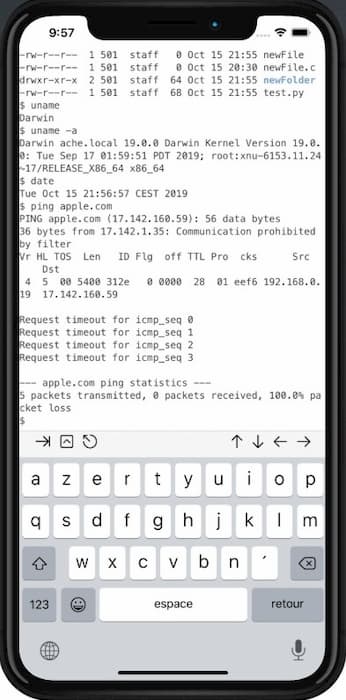 9:57
-rw-r--r-- 1 501 staff 0 Oct 15 21:55 newFile
-rw-r--r-- 1 501 staff 0 Oct 15 20:30 newFile.c
drwxr-xr-x 2 501 staff 64 Oct 15 21:55 newFolder
-rw-r--r-- 1 501 staff 68 Oct 15 21:55 test.py
$ uname
Darwin
$ uname -a
Darwin ache.local 19.0.0 Darwin Kernel Version 19.0.
0: Tue Sep 17 01:59:51 PDT 2019; root:xnu-6153.11.24
~17/RELEASE_X86_64 x86_64
$ date
Tue Oct 15 21:56:57 CEST 2019
$ ping apple.com
PING apple.com (17.142.160.59): 56 data bytes
36 bytes from 17.142.1.35: Communication prohibited
by filter
Vr HL TOS Len ID Flg off TTL Pro cks Src
Dst
4 5 00 5400 312e 0 0000 28 01 eef6 192.168.0.
19 17.142.160.59
Request timeout for icmp_seq 0
Request timeout for icmp_seq 1
Request timeout for icmp_seq 2
Request timeout for icmp_seq 3
--- apple.com ping statistics ---
5 packets transmitted, 0 packets received, 100.0% pa
cket loss
$
a z e r t y u i o p
q s d f g h j k l m
w x c v b n ´
123 espace retour